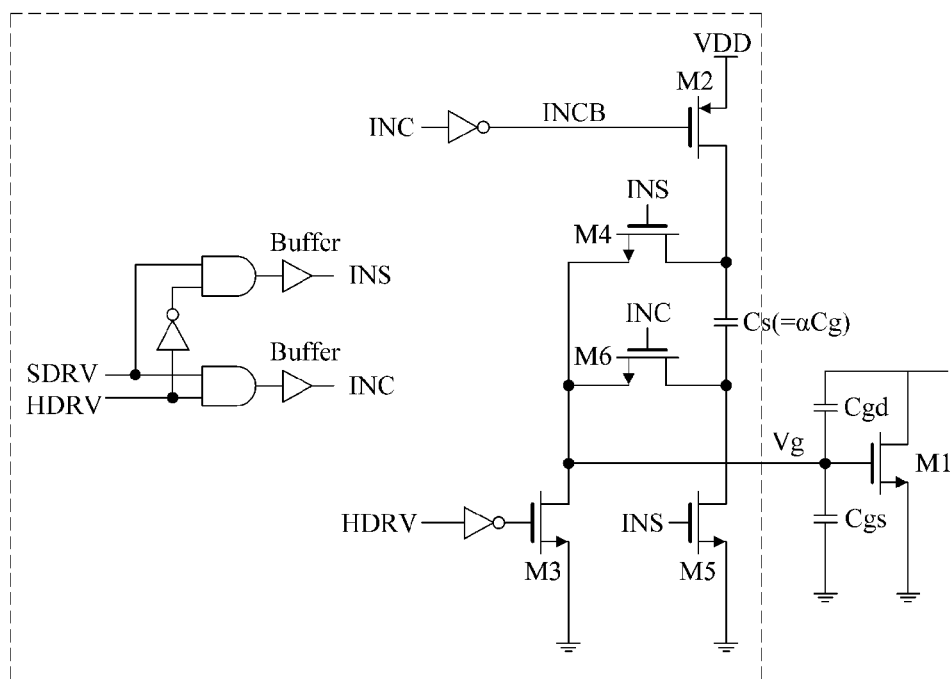 VDD
M2
INC
INCB
INS
M4
Buffer
INS
INC
Cs(=αCg)
M6
Buffer
SDRV
INC
HDRV
Cgd
Vg
M1
HDRV
INS
Cgs
M3
M5